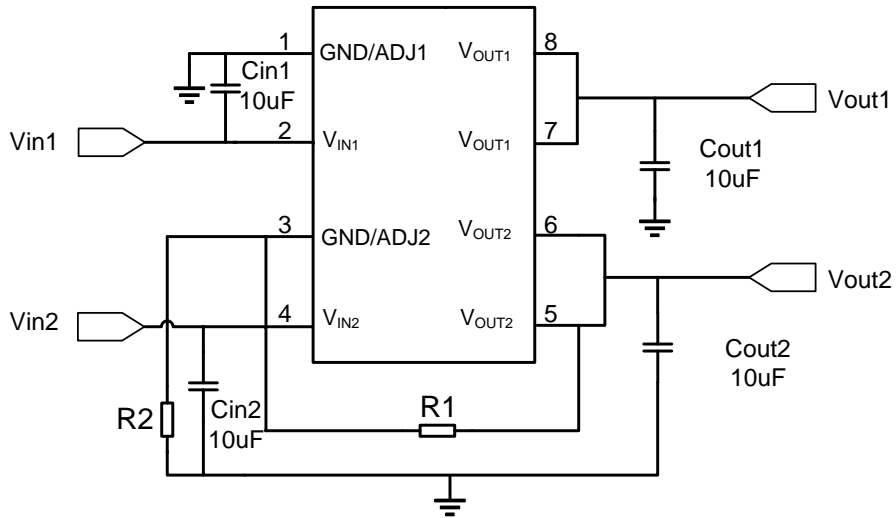 1
GND/ADJ1
VOUT1
8
Cin1
10uF
Vin1
2
VIN1
VOUT1
7
Vout1
Cout1
10uF
3
GND/ADJ2
VOUT2
6
Vin2
4
VIN2
VOUT2
5
Vout2
Cout2
10uF
R2
Cin2
10uF
R1